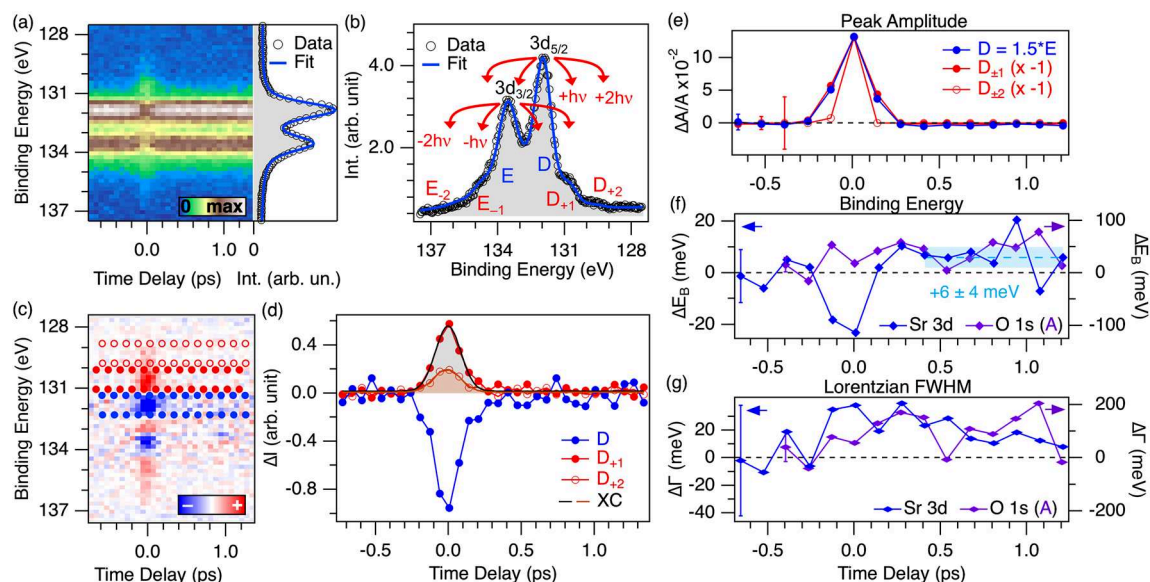 (a)
128
131
134
137
Binding Energy (eV)
Data
Fit
0 max
0.0
1.0
0
Time Delay (ps)
Int. (arb. un.)
(b)
Data
Fit
4.0
2.0
Int. (arb. unit)
3d5/2
3d3/2
+hν
+2hν
-2hν
-hν
E
D
E-2
E-1
D+1
D+2
137
134
131
128
Binding Energy (eV)
(c)
128
131
134
137
Binding Energy (eV)
− +
0.0
1.0
Time Delay (ps)
(d)
0.4
0.0
-0.4
-0.8
ΔI (arb. unit)
D
D+1
D+2
XC
-0.5
0.0
0.5
1.0
Time Delay (ps)
(e)
Peak Amplitude
10
5
0
ΔA/A x10-2
D = 1.5*E
D±1 (x -1)
D±2 (x -1)
-0.5
0.0
0.5
1.0
(f)
Binding Energy
20
0
-20
ΔEB (meV)
100
0
-100
ΔEB (meV)
+6 ± 4 meV
Sr 3d
O 1s (A)
(g)
Lorentzian FWHM
40
20
0
-20
-40
ΔΓ (meV)
200
0
-200
ΔΓ (meV)
Sr 3d
O 1s (A)
-0.5
0.0
0.5
1.0
Time Delay (ps)